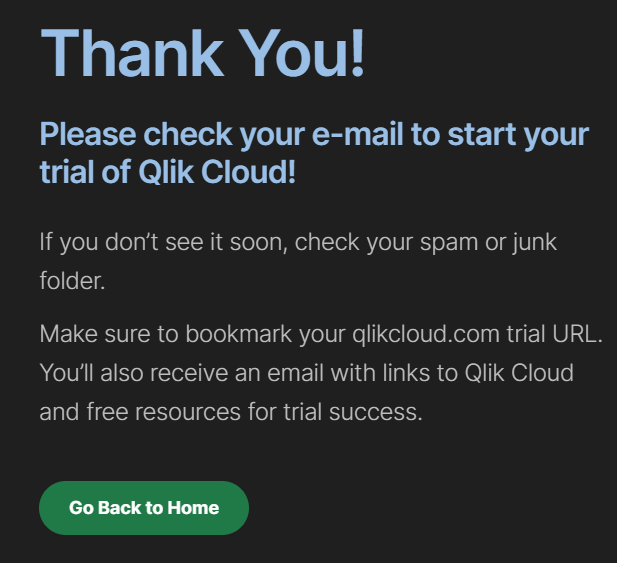 Thank You!
Please check your e-mail to start your
trial of Qlik Cloud!
If you don’t see it soon, check your spam or junk
folder.
Make sure to bookmark your qlikcloud.com trial URL.
You’ll also receive an email with links to Qlik Cloud
and free resources for trial success.
Go Back to Home